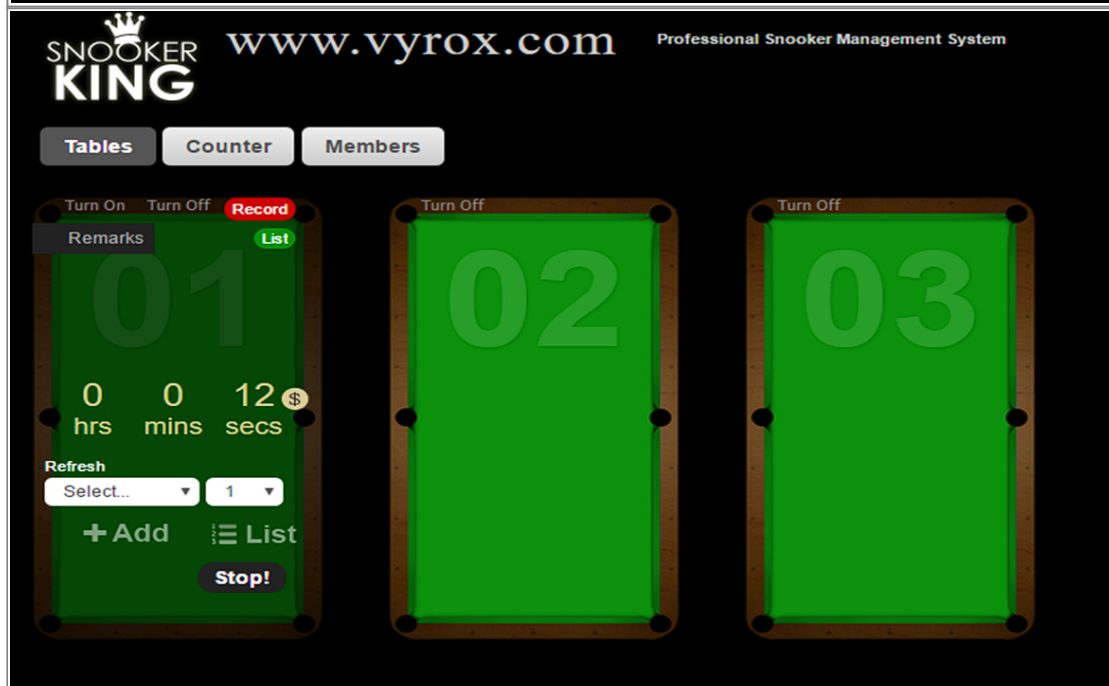 SNOOKER
KING
www.vyrox.com
Professional Snooker Management System
Tables Counter Members
Turn On Turn Off Record
Remarks List
01
0 0 12 $
hrs mins secs
Refresh
Select... 1
+ Add List
Stop!
Turn Off
02
Turn Off
03